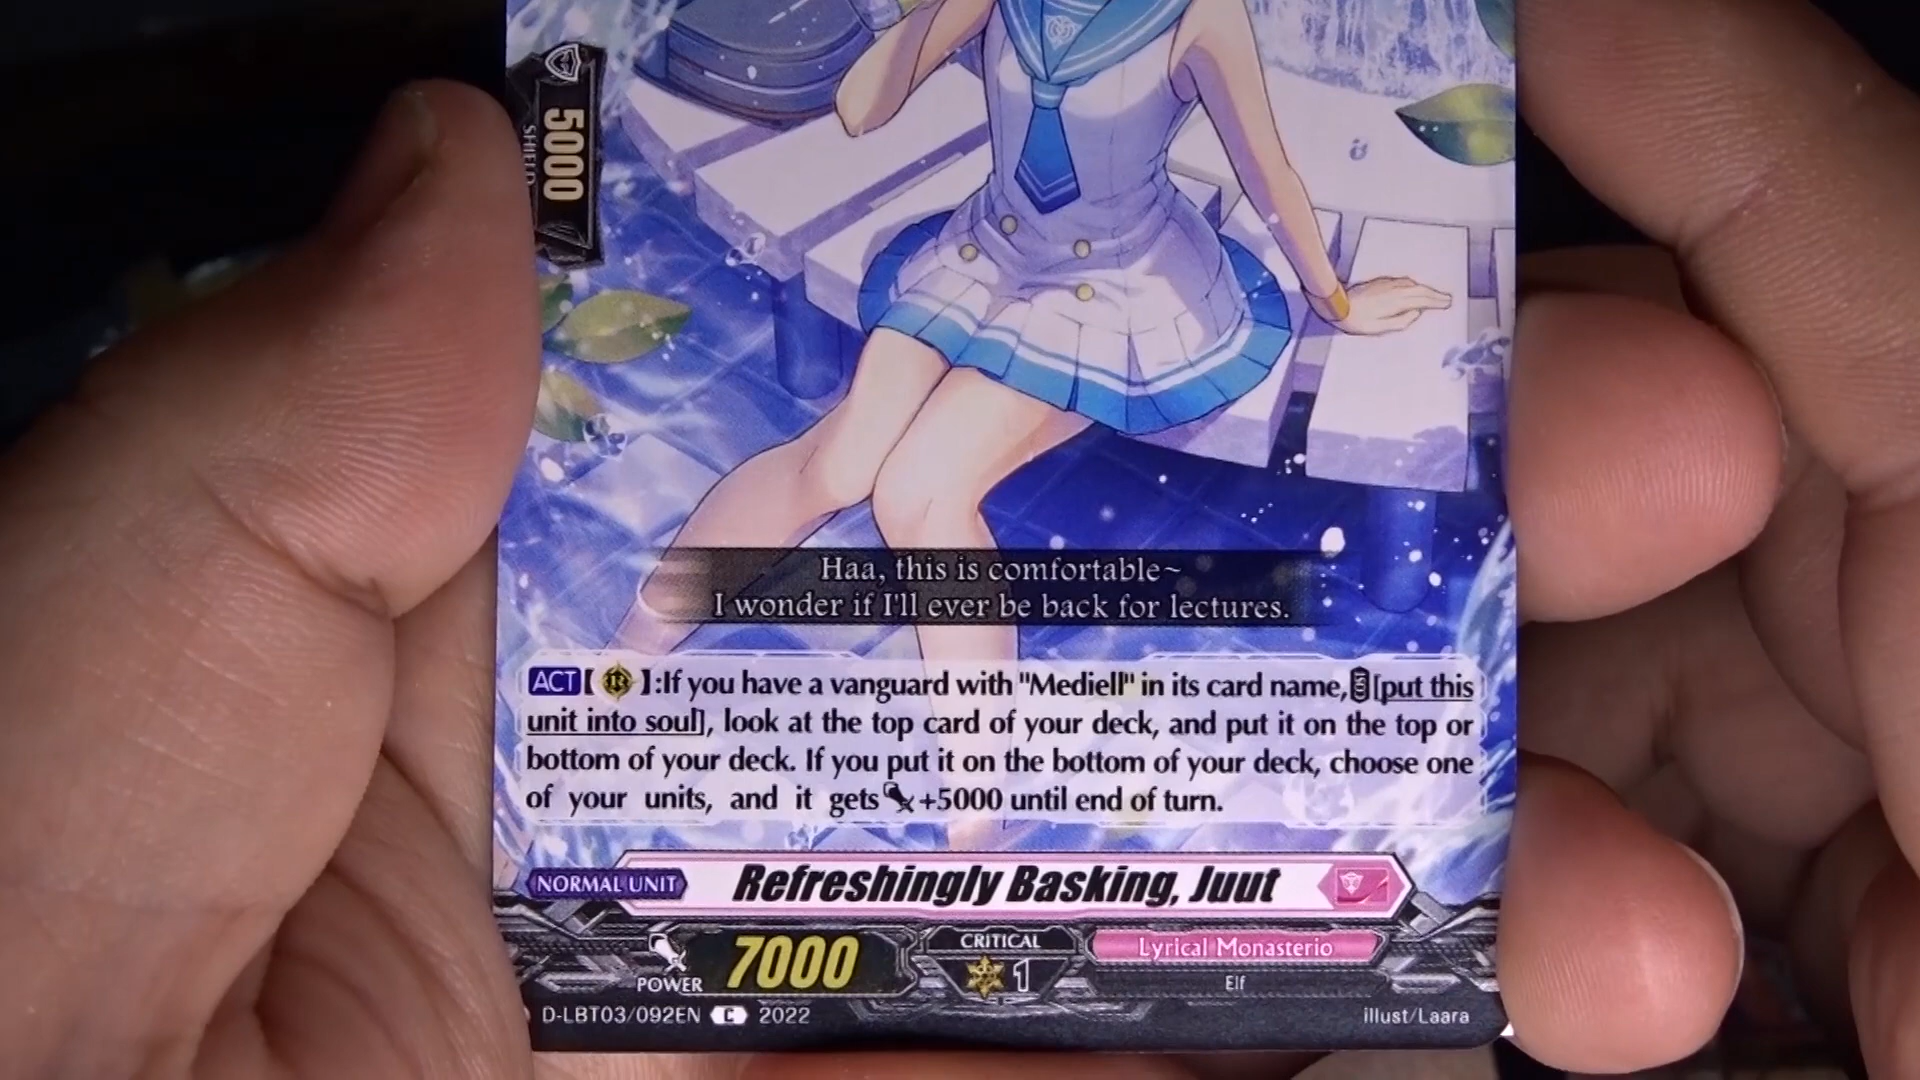 5000
SHIELD
Haa, this is comfortable~
I wonder if I'll ever be back for lectures.
ACT【R】:If you have a vanguard with "Mediell" in its card name, COST [put this
unit into soul], look at the top card of your deck, and put it on the top or
bottom of your deck. If you put it on the bottom of your deck, choose one
of your units, and it gets +5000 until end of turn.
NORMAL UNIT
Refreshingly Basking, Juut
POWER 7000
CRITICAL
1
Lyrical Monasterio
Elf
D-LBT03/092EN C 2022
illust/Laara